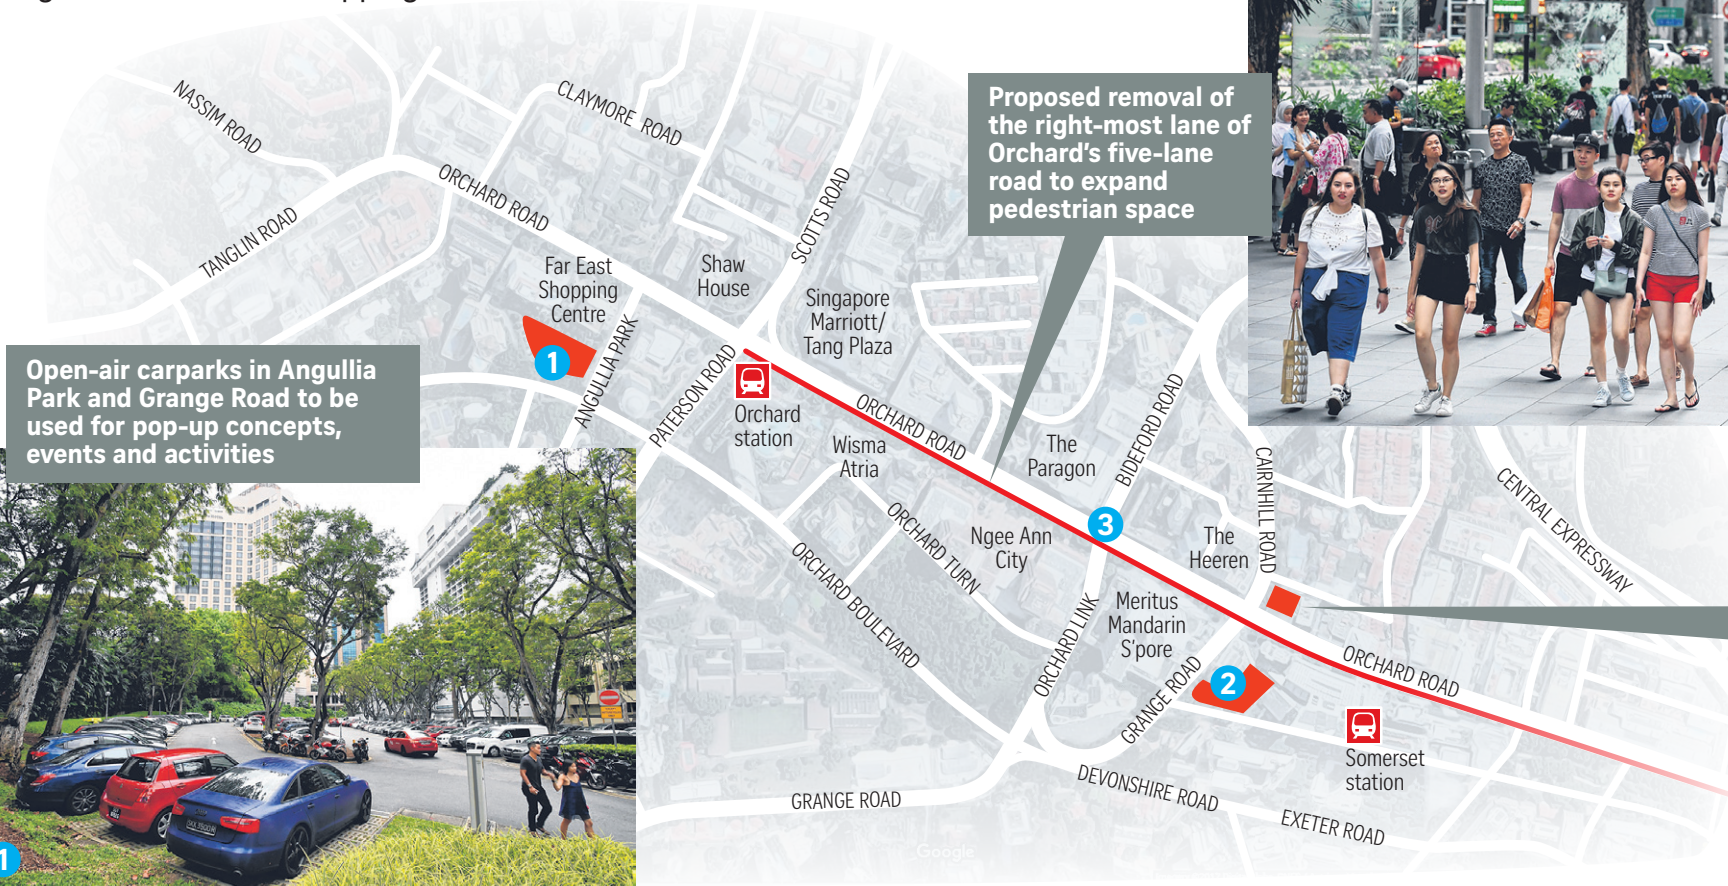 Proposed removal of
the right-most lane of
Orchard's five-lane
road to expand
pedestrian space
NASSIM ROAD
CLAYMORE ROAD
ORCHARD ROAD
TANGLIN ROAD
SCOTTS ROAD
Far East
Shopping
Centre
Shaw
House
Singapore
Marriott/
Tang Plaza
1
ANGULLIA PARK
PATERSON ROAD
Open-air carparks in Angullia
Park and Grange Road to be
used for pop-up concepts,
events and activities
Orchard
station
ORCHARD ROAD
Wisma
Atria
The
Paragon
BIDEFORD ROAD
CAIRNHILL ROAD
CENTRAL EXPRESSWAY
ORCHARD TURN
Ngee Ann
City
3
The
Heeren
ORCHARD BOULEVARD
ORCHARD LINK
Meritus
Mandarin
S'pore
GRANGE ROAD
2
ORCHARD ROAD
Somerset
station
GRANGE ROAD
DEVONSHIRE ROAD
EXETER ROAD
Google
1